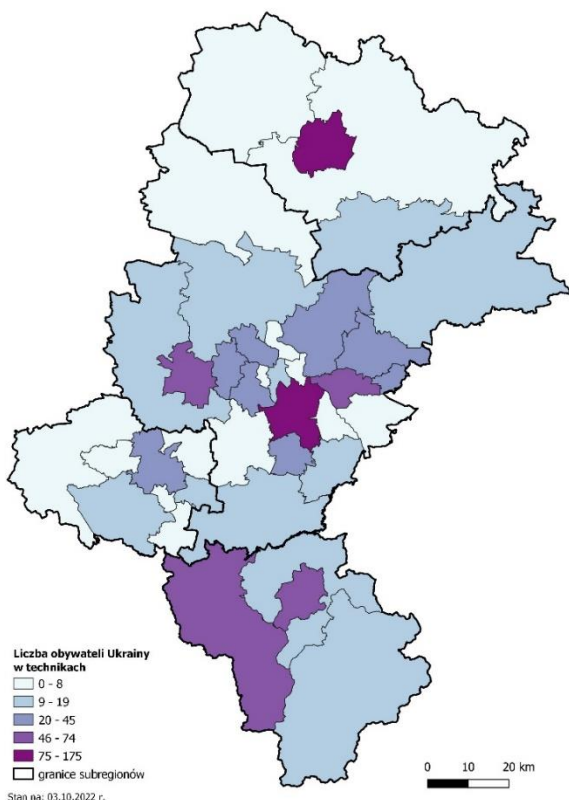 Liczba obywateli Ukrainy
w technikach
0 - 8
9 - 19
20 - 45
46 - 74
75 - 175
granice subregionów
Stan na: 03.10.2022 r.
0 10 20 km